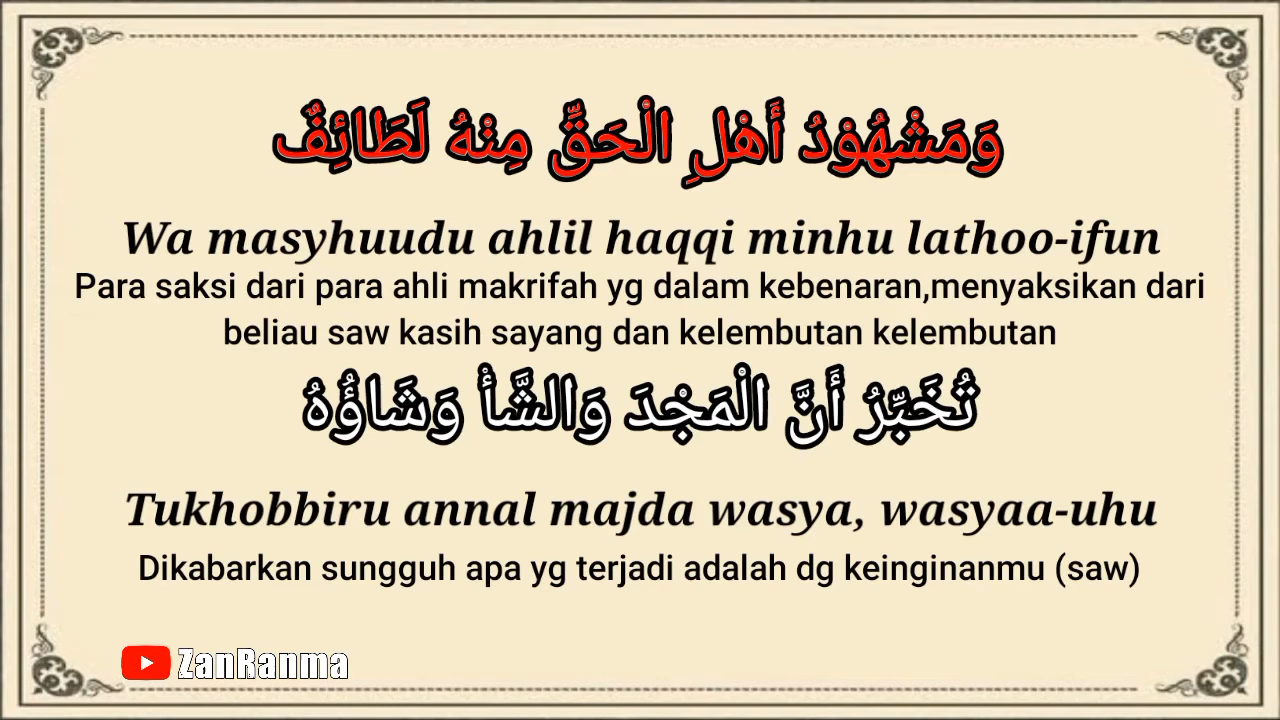 وَمَشْهُوْدُ أَهْلِ الْحَقِّ مِنْهُ لَطَائِفٌ
Wa masyhuudu ahlil haqqi minhu lathoo-ifun
Para saksi dari para ahli makrifah yg dalam kebenaran,menyaksikan dari
beliau saw kasih sayang dan kelembutan kelembutan
تُخَبِّرُ أَنَّ الْمَجْدَ وَالشَّأْ وَشَاؤُهُ
Tukhobbiru annal majda wasya, wasyaa-uhu
Dikabarkan sungguh apa yg terjadi adalah dg keinginanmu (saw)
ZanRanma